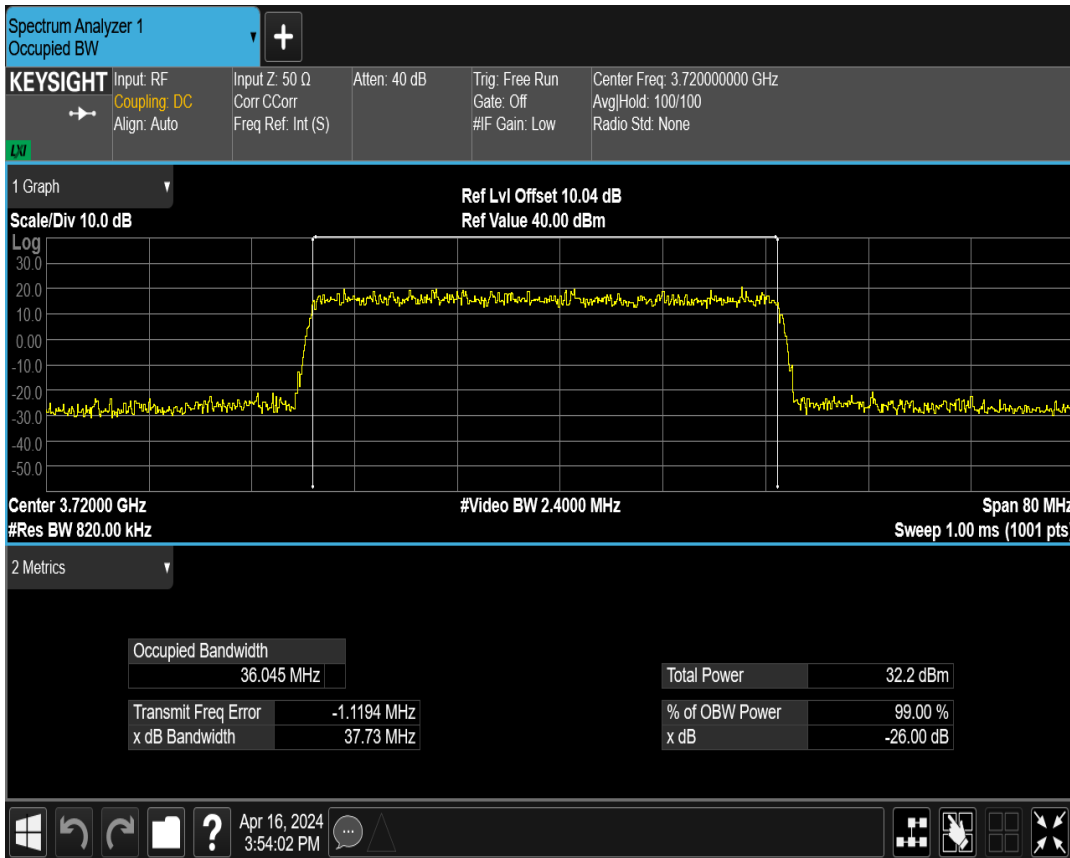 Spectrum Analyzer 1
Occupied BW
KEYSIGHT
LXI
Input: RF
Coupling: DC
Align: Auto
Input Z: 50 Ω
Corr CCorr
Freq Ref: Int (S)
Atten: 40 dB
Trig: Free Run
Gate: Off
#IF Gain: Low
Center Freq: 3.720000000 GHz
Avg|Hold: 100/100
Radio Std: None
1 Graph
Scale/Div 10.0 dB
Ref Lvl Offset 10.04 dB
Ref Value 40.00 dBm
Log
30.0
20.0
10.0
0.00
-10.0
-20.0
-30.0
-40.0
-50.0
Center 3.72000 GHz
#Res BW 820.00 kHz
#Video BW 2.4000 MHz
Span 80 MHz
Sweep 1.00 ms (1001 pts)
2 Metrics
Occupied Bandwidth
36.045 MHz
Transmit Freq Error -1.1194 MHz
x dB Bandwidth 37.73 MHz
Total Power 32.2 dBm
% of OBW Power 99.00 %
x dB -26.00 dB
Apr 16, 2024
3:54:02 PM